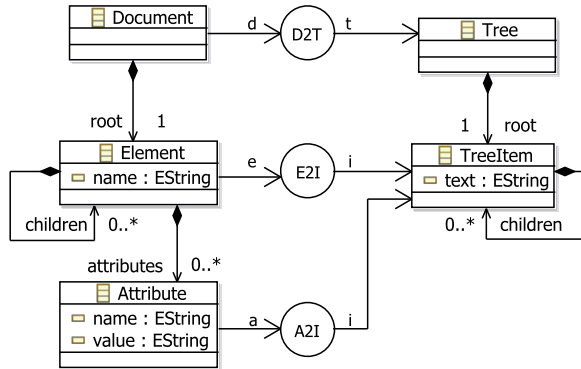 Document d D2T t Tree
root 1 1 root
Element e E2I i TreeItem
name : EString text : EString
children 0..* 0..* children
attributes 0..*
Attribute
name : EString a A2I i
value : EString